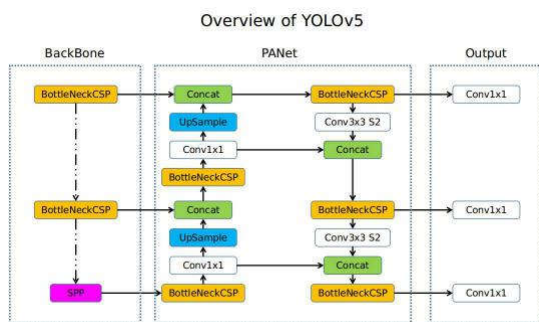 Overview of YOLOv5
BackBone PANet Output
BottleNeckCSP Concat BottleNeckCSP Conv1x1
UpSample Conv3x3 S2
Conv1x1 Concat
BottleNeckCSP
BottleNeckCSP Concat BottleNeckCSP Conv1x1
UpSample Conv3x3 S2
Conv1x1 Concat
SPP BottleNeckCSP BottleNeckCSP Conv1x1